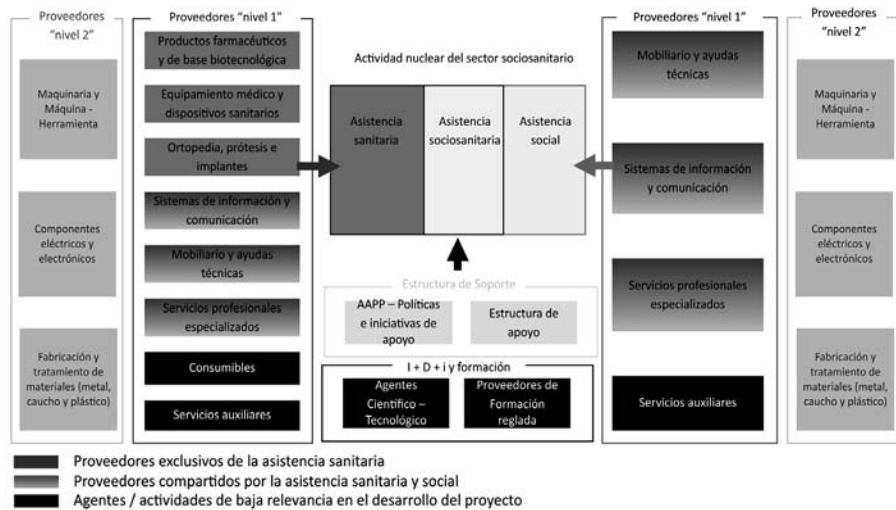 Proveedores
"nivel 2"
Maquinaria y
Máquina -
Herramienta
Componentes
eléctricos y
electrónicos
Fabricación y
tratamiento de
materiales (metal,
caucho y plástico)
Proveedores "nivel 1"
Productos farmacéuticos
y de base biotecnológica
Equipamiento médico y
dispositivos sanitarios
Ortopedia, prótesis e
implantes
Sistemas de información y
comunicación
Mobiliario y ayudas
técnicas
Servicios profesionales
especializados
Consumibles
Servicios auxiliares
Actividad nuclear del sector sociosanitario
Asistencia
sanitaria
Asistencia
sociosanitaria
Asistencia
social
Estructura de Soporte
AAPP – Políticas
e iniciativas de
apoyo
Estructura de
apoyo
I + D + i y formación
Agentes
Científico –
Tecnológico
Proveedores de
Formación
reglada
Proveedores "nivel 1"
Mobiliario y ayudas
técnicas
Sistemas de información
y comunicación
Servicios profesionales
especializados
Servicios auxiliares
Proveedores
"nivel 2"
Maquinaria y
Máquina -
Herramienta
Componentes
eléctricos y
electrónicos
Fabricación y
tratamiento de
materiales (metal,
caucho y plástico)
Proveedores exclusivos de la asistencia sanitaria
Proveedores compartidos por la asistencia sanitaria y social
Agentes / actividades de baja relevancia en el desarrollo del proyecto